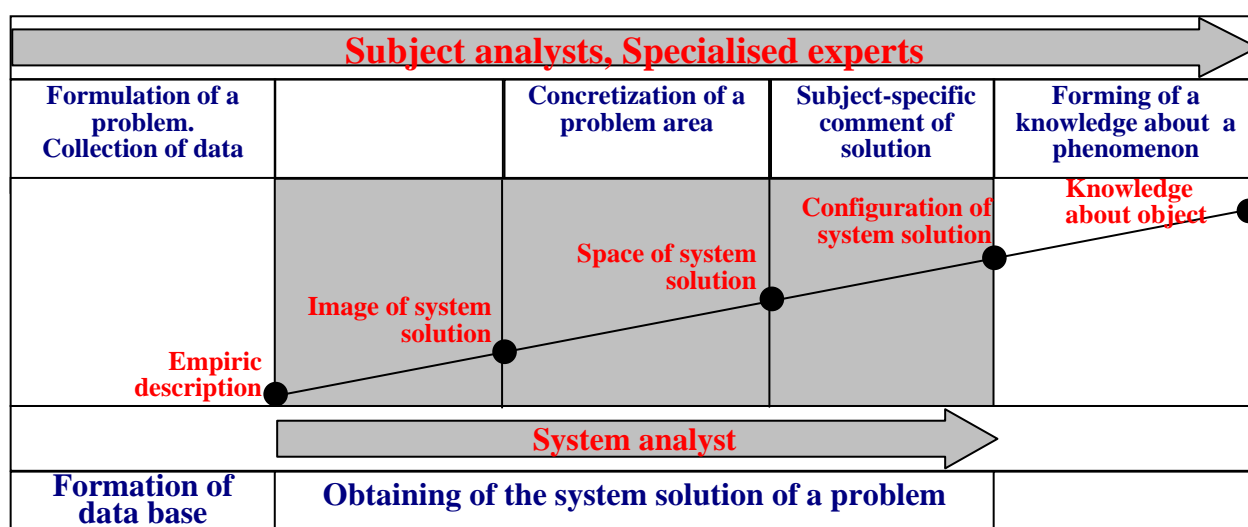 Subject analysts, Specialised experts
Formulation of a
problem.
Collection of data
Concretization of a
problem area
Subject-specific
comment of
solution
Forming of a
knowledge about a
phenomenon
Knowledge
about object
Configuration of
system solution
Space of system
solution
Image of system
solution
Empiric
description
System analyst
Formation of
data base
Obtaining of the system solution of a problem